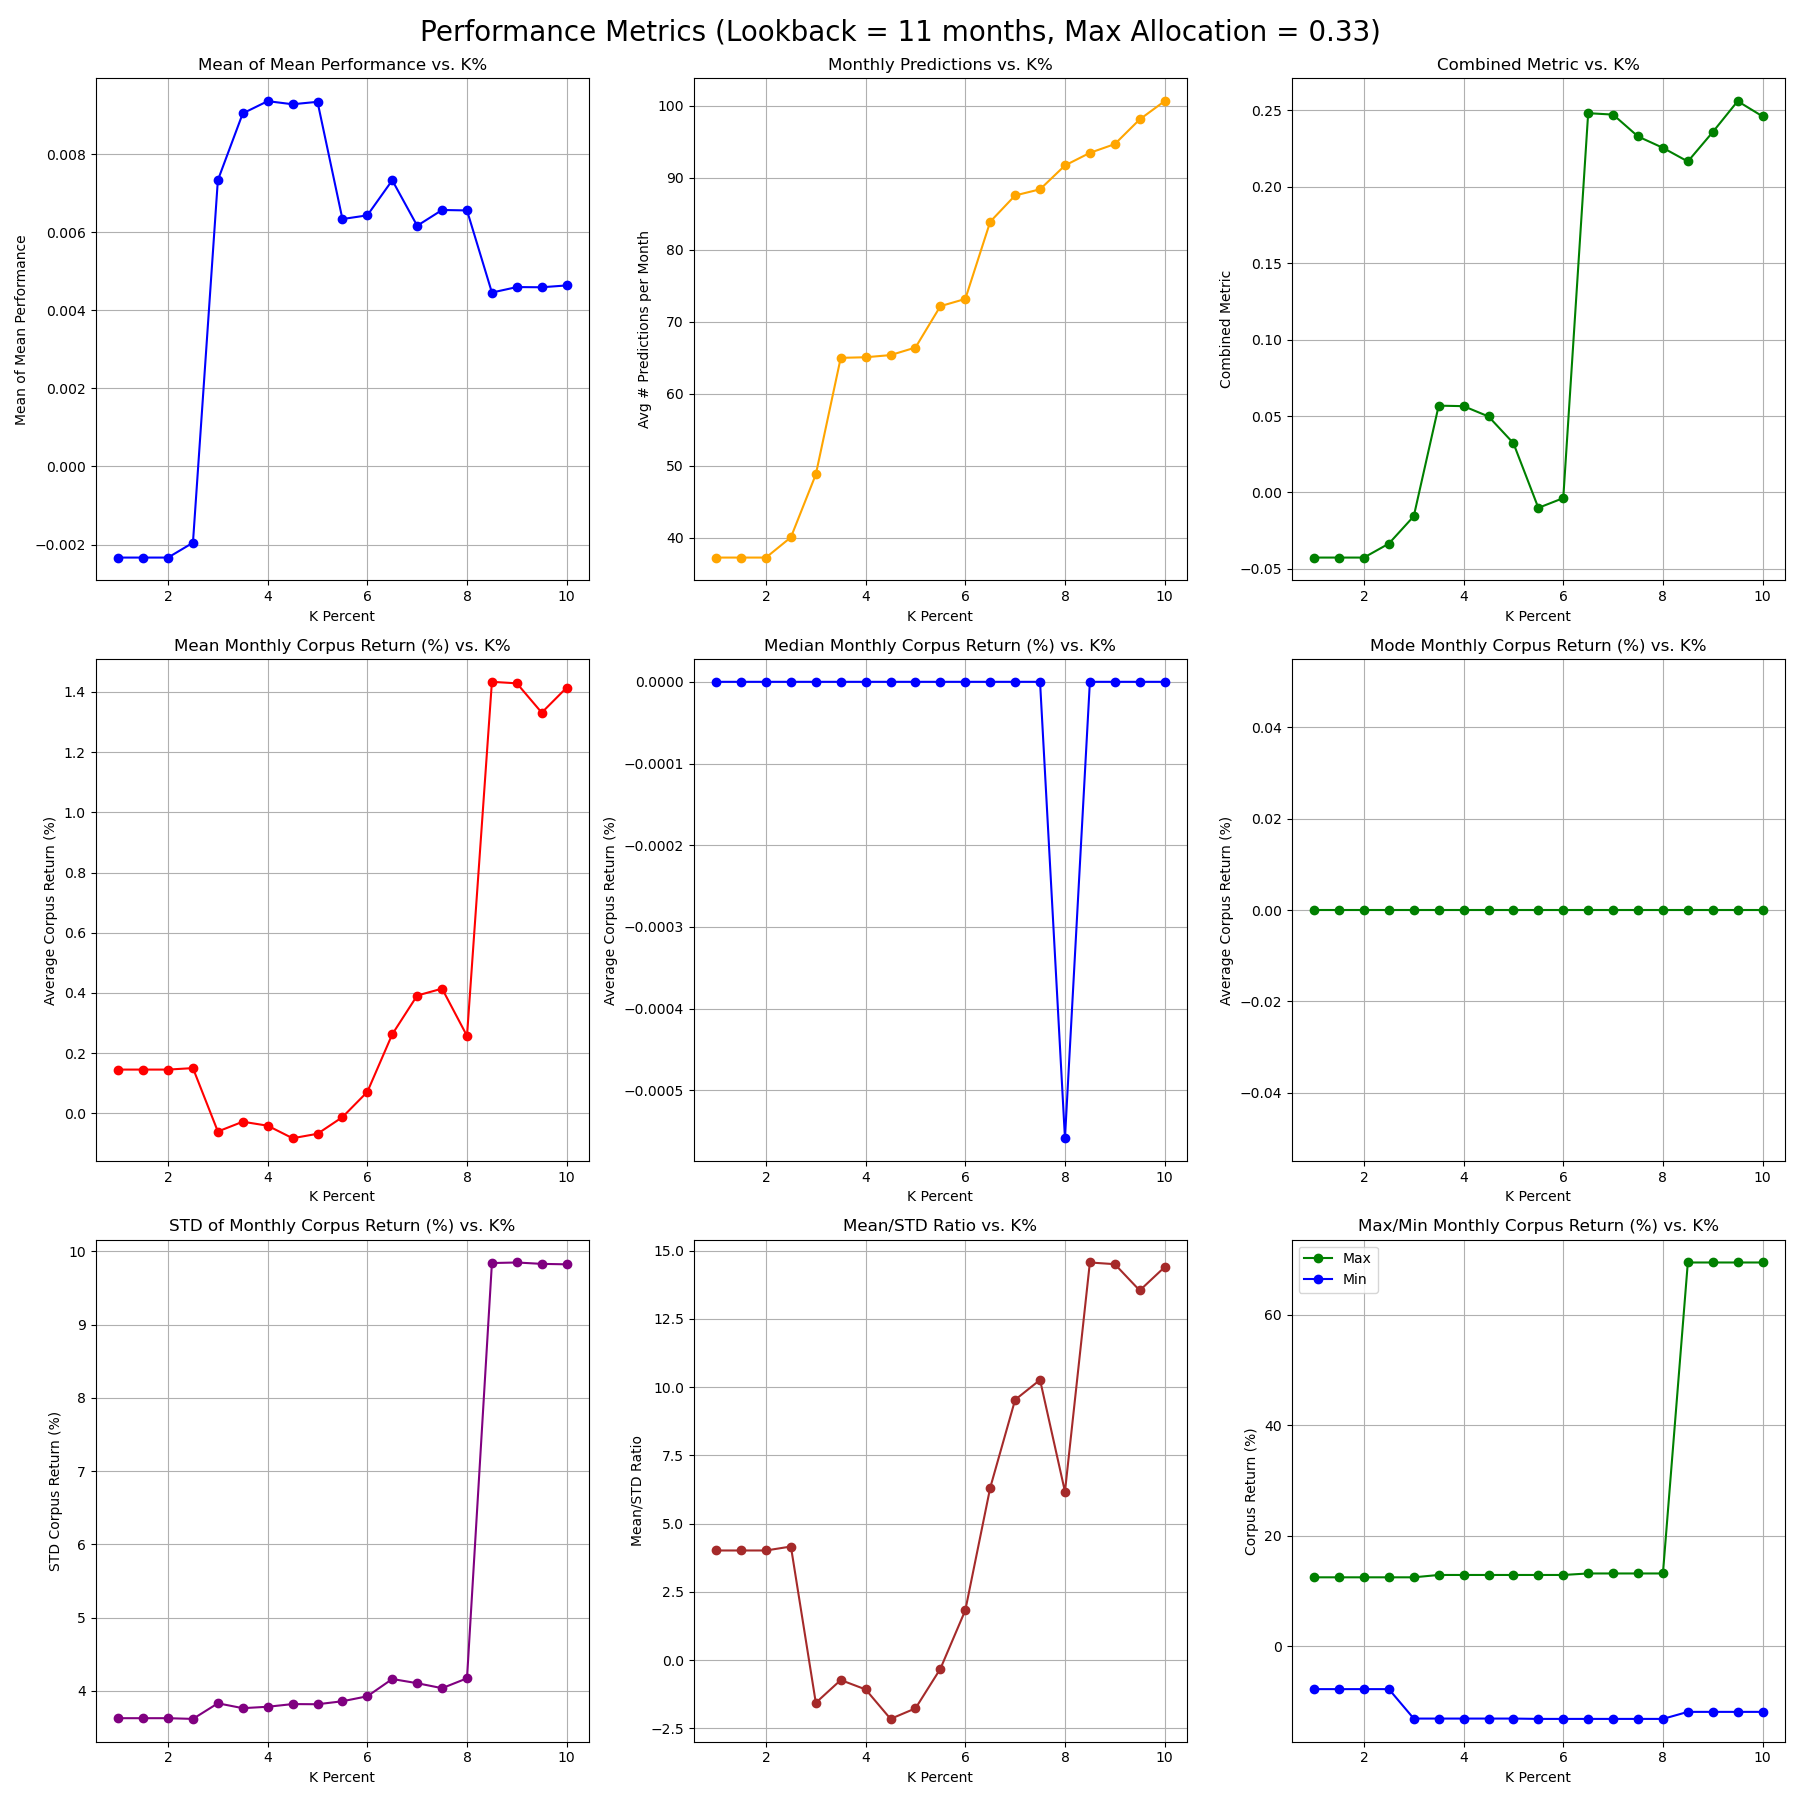 Performance Metrics (Lookback = 11 months, Max Allocation = 0.33)
Mean of Mean Performance vs. K%
Mean of Mean Performance
0.008
0.006
0.004
0.002
0.000
−0.002
2 4 6 8 10
K Percent
Monthly Predictions vs. K%
Avg # Predictions per Month
100
90
80
70
60
50
40
2 4 6 8 10
K Percent
Combined Metric vs. K%
Combined Metric
0.25
0.20
0.15
0.10
0.05
0.00
−0.05
2 4 6 8 10
K Percent
Mean Monthly Corpus Return (%) vs. K%
Average Corpus Return (%)
1.4
1.2
1.0
0.8
0.6
0.4
0.2
0.0
2 4 6 8 10
K Percent
Median Monthly Corpus Return (%) vs. K%
Average Corpus Return (%)
0.0000
−0.0001
−0.0002
−0.0003
−0.0004
−0.0005
2 4 6 8 10
K Percent
Mode Monthly Corpus Return (%) vs. K%
Average Corpus Return (%)
0.04
0.02
0.00
−0.02
−0.04
2 4 6 8 10
K Percent
STD of Monthly Corpus Return (%) vs. K%
STD Corpus Return (%)
10
9
8
7
6
5
4
2 4 6 8 10
K Percent
Mean/STD Ratio vs. K%
Mean/STD Ratio
15.0
12.5
10.0
7.5
5.0
2.5
0.0
−2.5
2 4 6 8 10
K Percent
Max/Min Monthly Corpus Return (%) vs. K%
Corpus Return (%)
Max
Min
60
40
20
0
2 4 6 8 10
K Percent